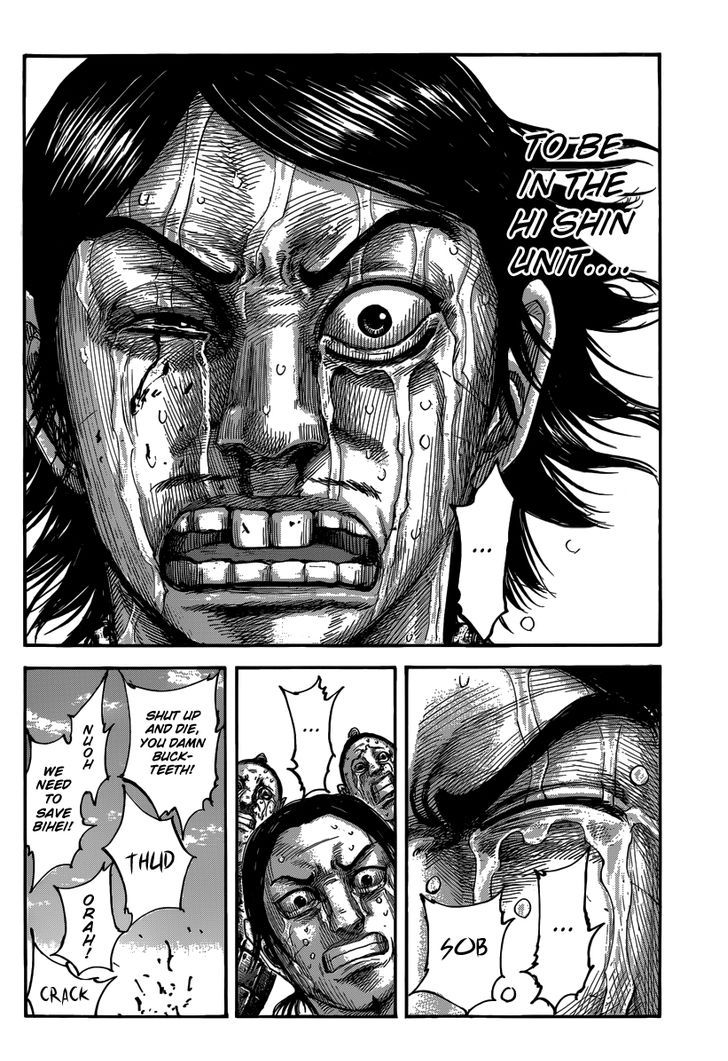 TO BE
IN THE
HI SHIN
UNIT....
...
...
SOB
...
SHUT UP
AND DIE,
YOU DAMN
BUCK-
TEETH!
NUOH
WE
NEED
TO
SAVE
BIHEI!
THUD
ORAH!
CRACK